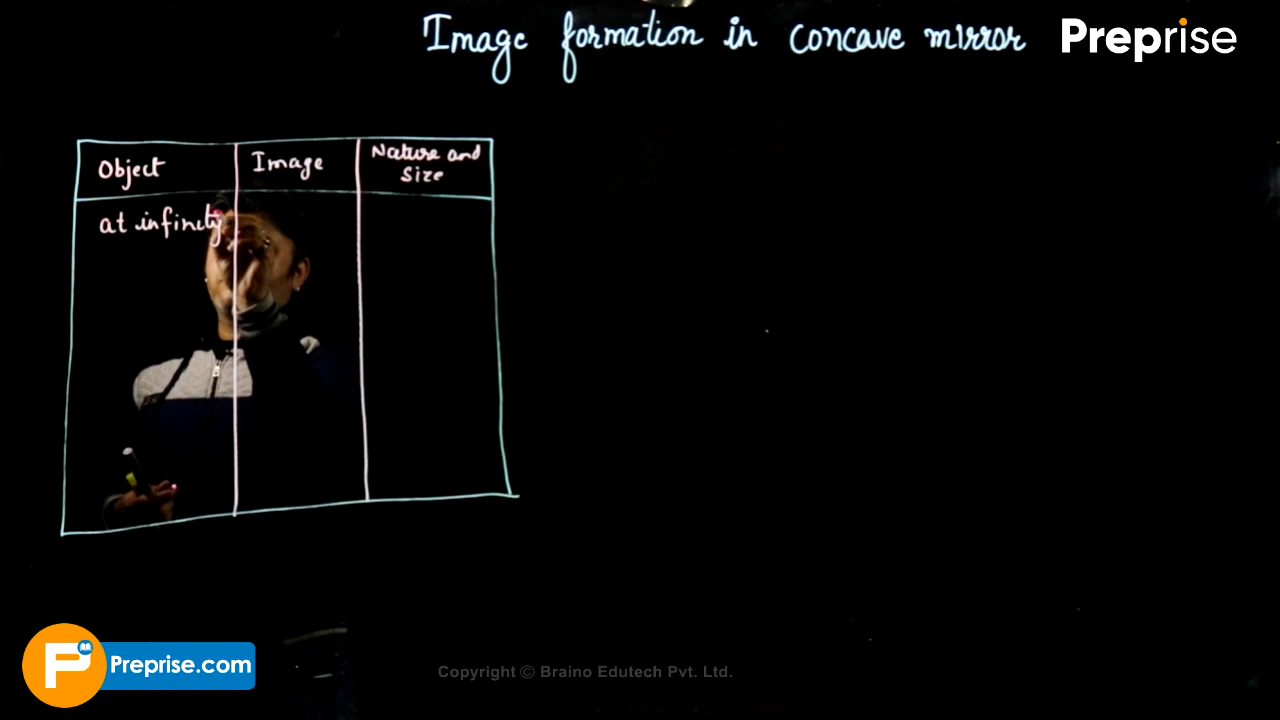 Image formation in concave mirror
Preprise
Object
Image
Nature and
Size
at infinity
Preprise.com
Copyright © Braino Edutech Pvt. Ltd.